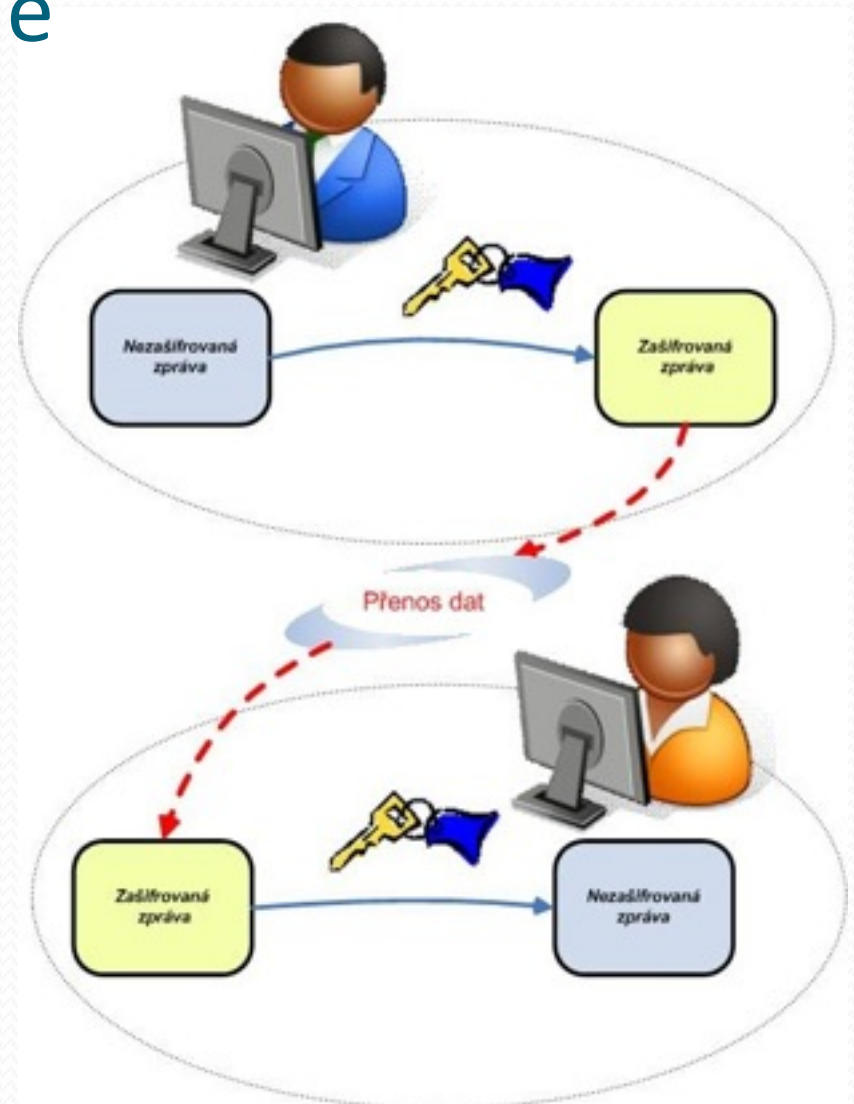 e
Nezašifrovaná
zpráva
Zašifrovaná
zpráva
Přenos dat
Zašifrovaná
zpráva
Nezašifrovaná
zpráva